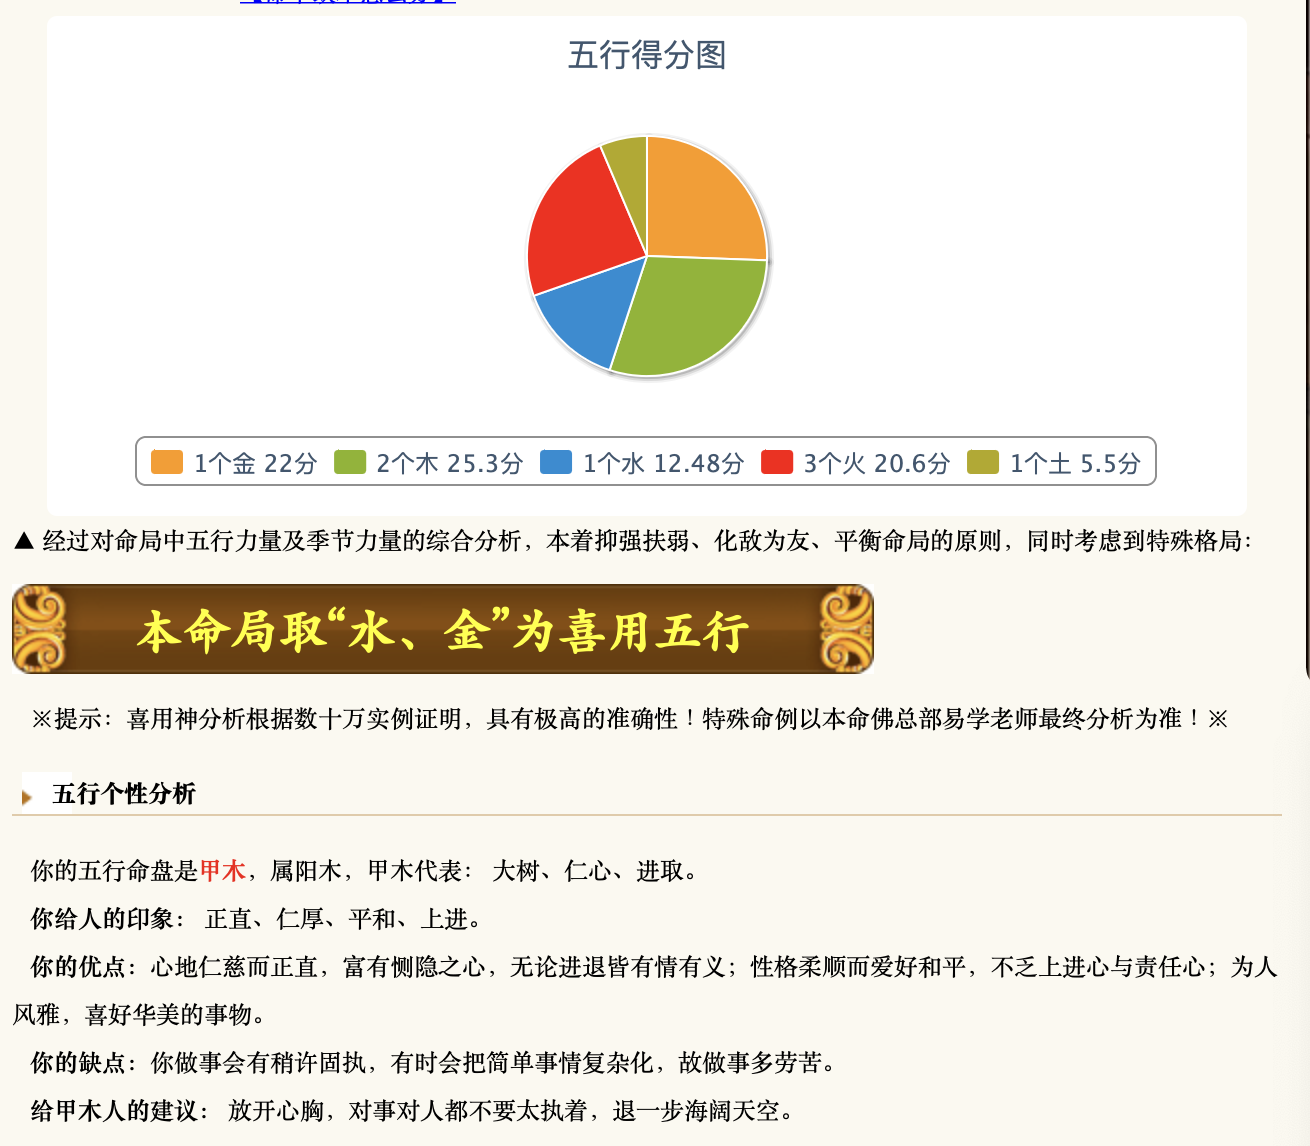 五行得分图
1个金 22分 2个木 25.3分 1个水 12.48分 3个火 20.6分 1个土 5.5分
▲ 经过对命局中五行力量及季节力量的综合分析，本着抑强扶弱、化敌为友、平衡命局的原则，同时考虑到特殊格局：
本命局取“水、金”为喜用五行
※提示：喜用神分析根据数十万实例证明，具有极高的准确性！特殊命例以本命佛总部易学老师最终分析为准！※
五行个性分析
你的五行命盘是甲木，属阳木，甲木代表： 大树、仁心、进取。
你给人的印象： 正直、仁厚、平和、上进。
你的优点：心地仁慈而正直，富有恻隐之心，无论进退皆有情有义；性格柔顺而爱好和平，不乏上进心与责任心；为人
风雅，喜好华美的事物。
你的缺点：你做事会有稍许固执，有时会把简单事情复杂化，故做事多劳苦。
给甲木人的建议： 放开心胸，对事对人都不要太执着，退一步海阔天空。